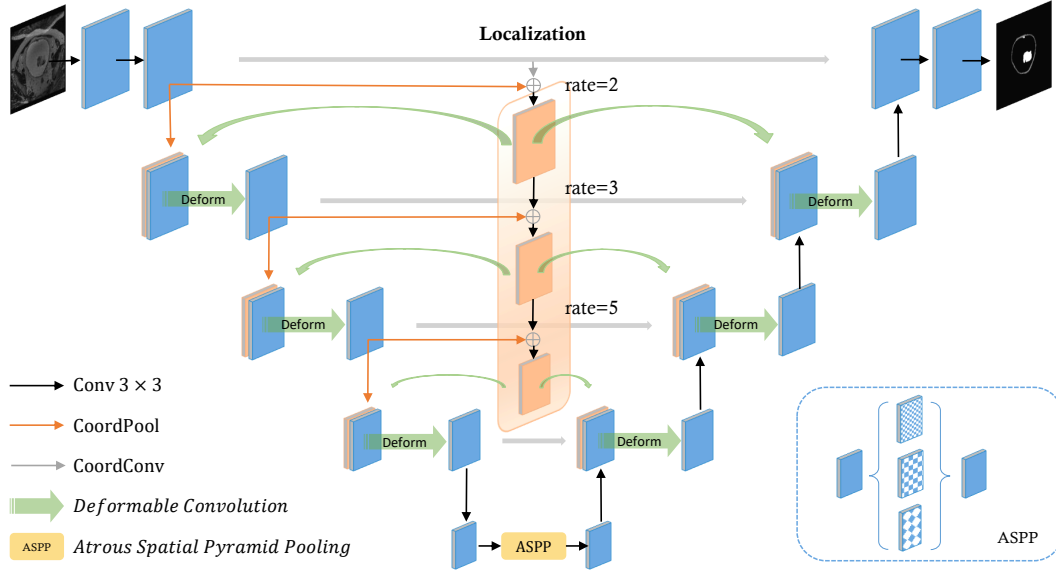 Localization
rate=2
rate=3
Deform
Deform
rate=5
Deform
Deform
Deform
Deform
Conv 3 × 3
CoordPool
CoordConv
Deformable Convolution
ASPP
Atrous Spatial Pyramid Pooling
ASPP
ASPP